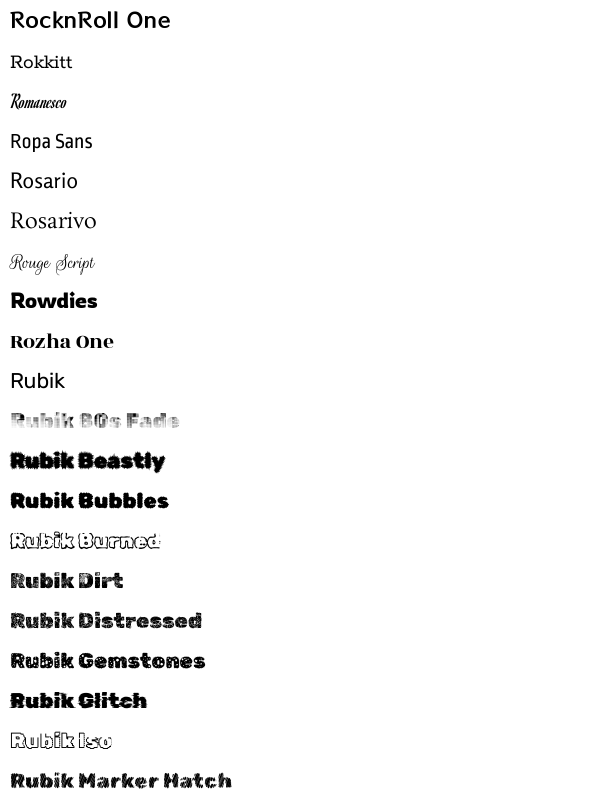 RocknRoll One
Rokkitt
Romanesco
Ropa Sans
Rosario
Rosarivo
Rouge Script
Rowdies
Rozha One
Rubik
Rubik 80s Fade
Rubik Beastly
Rubik Bubbles
Rubik Burned
Rubik Dirt
Rubik Distressed
Rubik Gemstones
Rubik Glitch
Rubik Iso
Rubik Marker Hatch